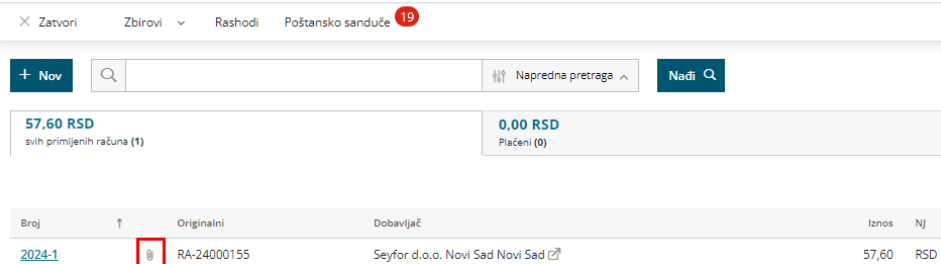 Zatvori Zbirovi Rashodi Poštansko sanduče 19
+ Nov Napredna pretraga Nađi
57,60 RSD 0,00 RSD
svih primljenih računa (1) Plaćeni (0)
Broj ↑ Originalni Dobavljač Iznos NJ
2024-1 RA-24000155 Seyfor d.o.o. Novi Sad Novi Sad 57,60 RSD